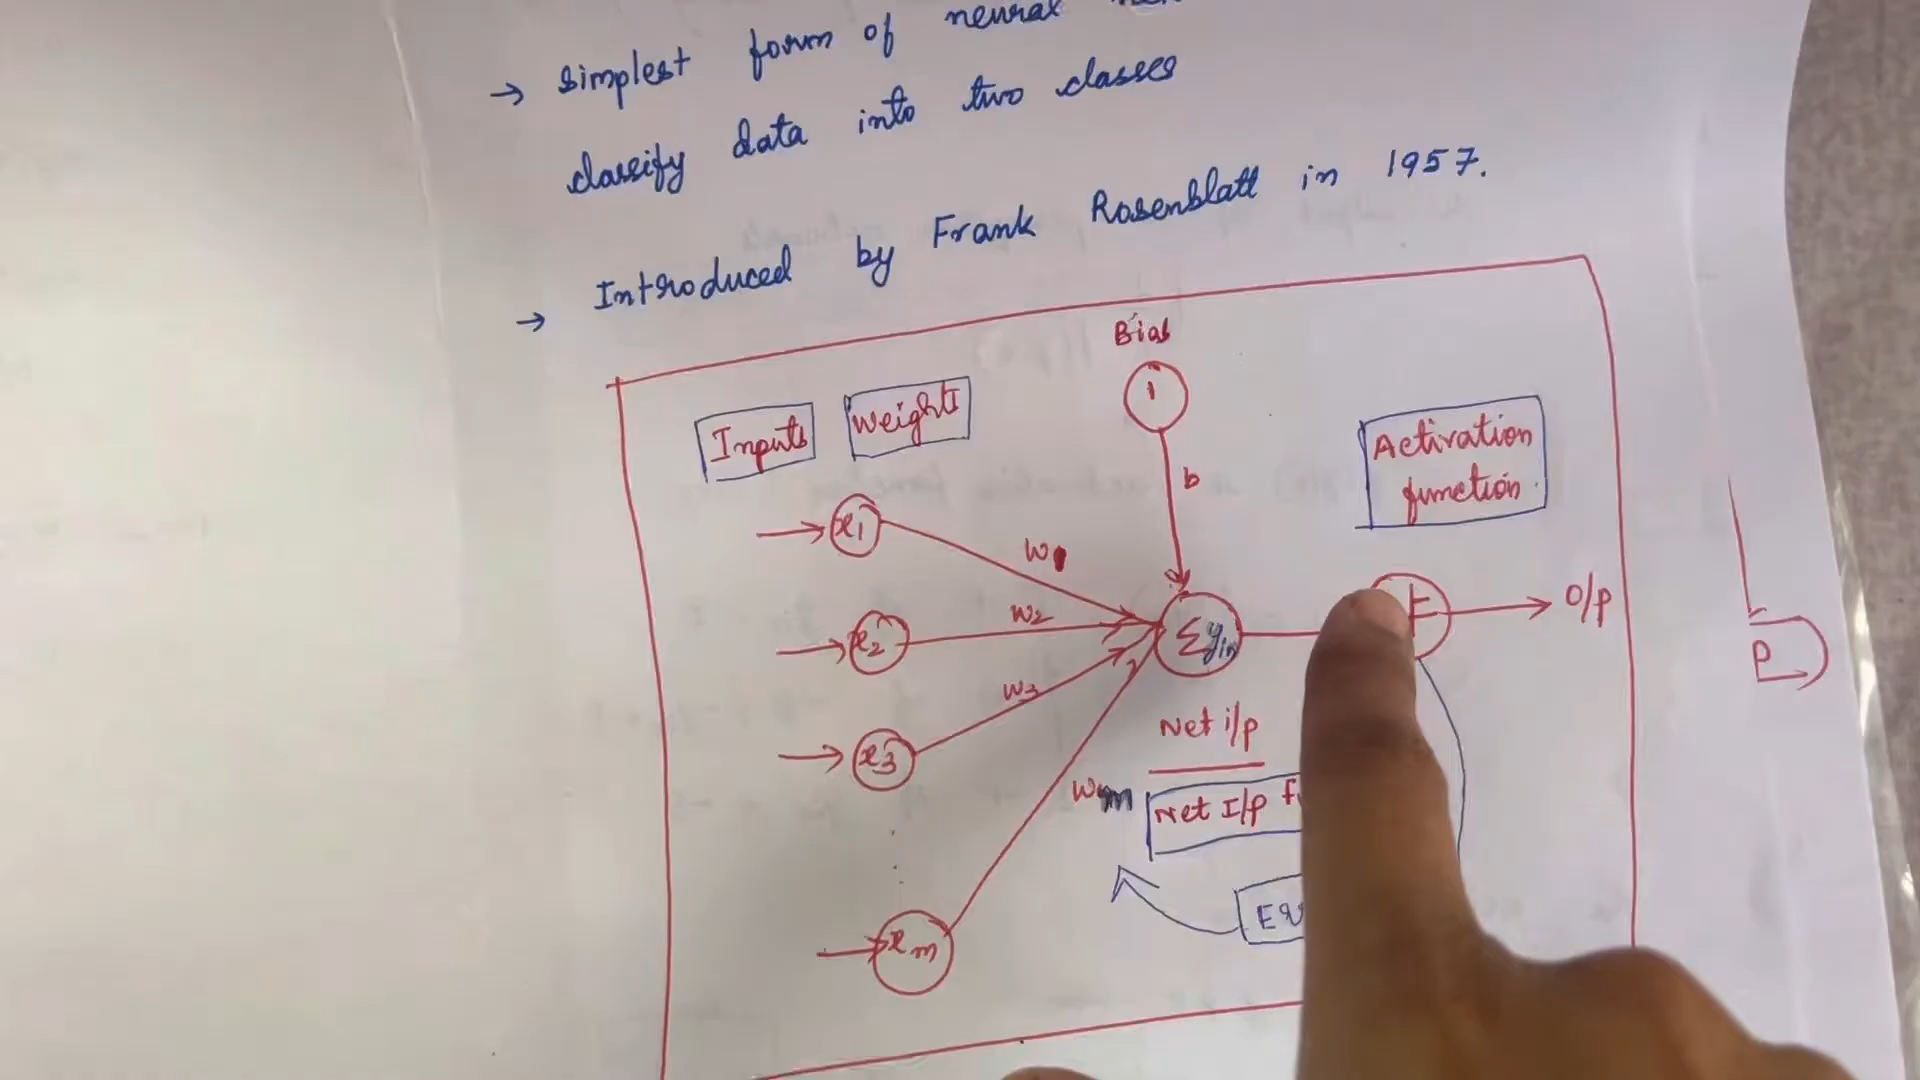 → simplest form of neural
classify data into two classes
→ Introduced by Frank Rosenblatt in 1957.
Bias
1
Inputs
Weights
b
Activation
function
x1
w1
x2
w2
Σyin
F
O/p
x3
w3
Net i/p
wm
Net I/p
xm
P